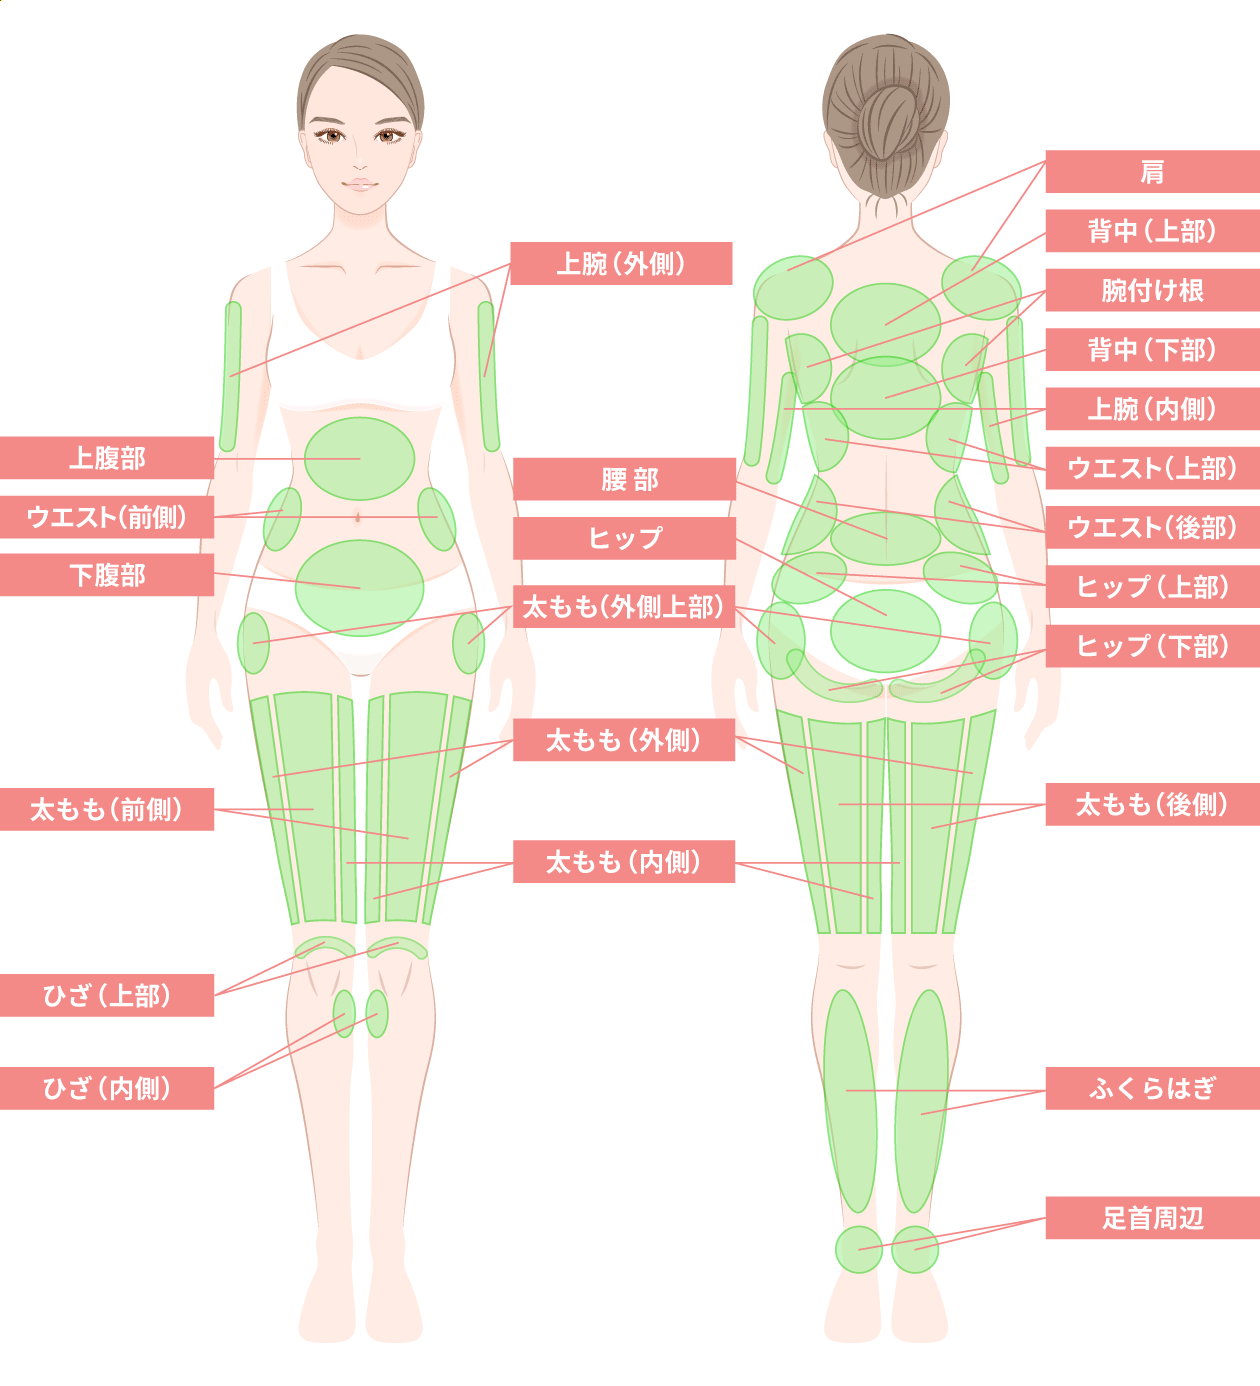 上腕（外側）
上腹部
ウエスト（前側）
下腹部
太もも（前側）
ひざ（上部）
ひざ（内側）
腰 部
ヒップ
太もも（外側上部）
太もも（外側）
太もも（内側）
肩
背中（上部）
腕付け根
背中（下部）
上腕（内側）
ウエスト（上部）
ウエスト（後部）
ヒップ（上部）
ヒップ（下部）
太もも（後側）
ふくらはぎ
足首周辺